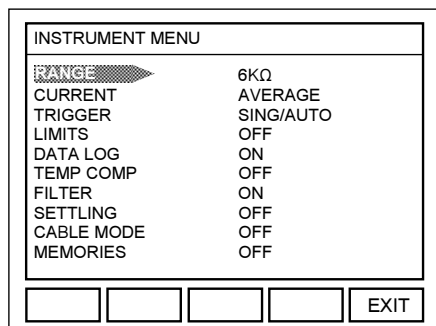 INSTRUMENT MENU
RANGE 6KΩ
CURRENT AVERAGE
TRIGGER SING/AUTO
LIMITS OFF
DATA LOG ON
TEMP COMP OFF
FILTER ON
SETTLING OFF
CABLE MODE OFF
MEMORIES OFF
EXIT